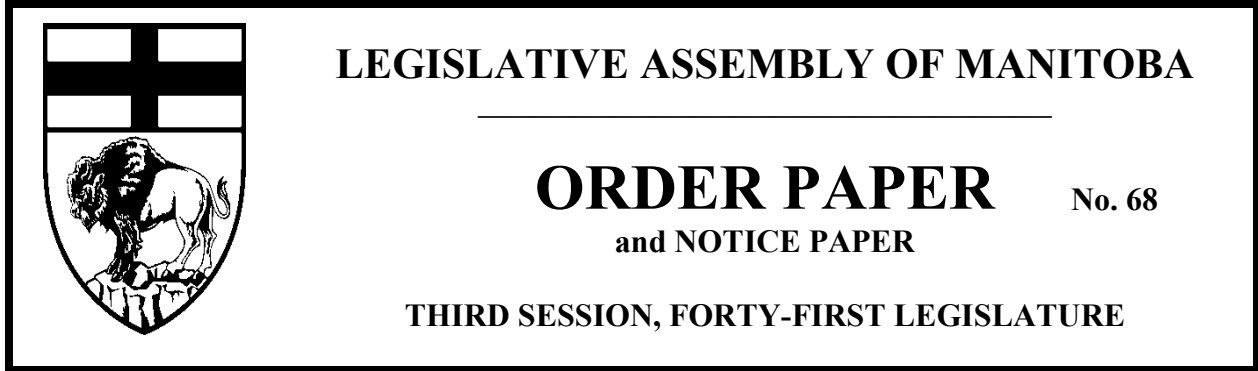 LEGISLATIVE ASSEMBLY OF MANITOBA
ORDER PAPER No. 68
and NOTICE PAPER
THIRD SESSION, FORTY-FIRST LEGISLATURE